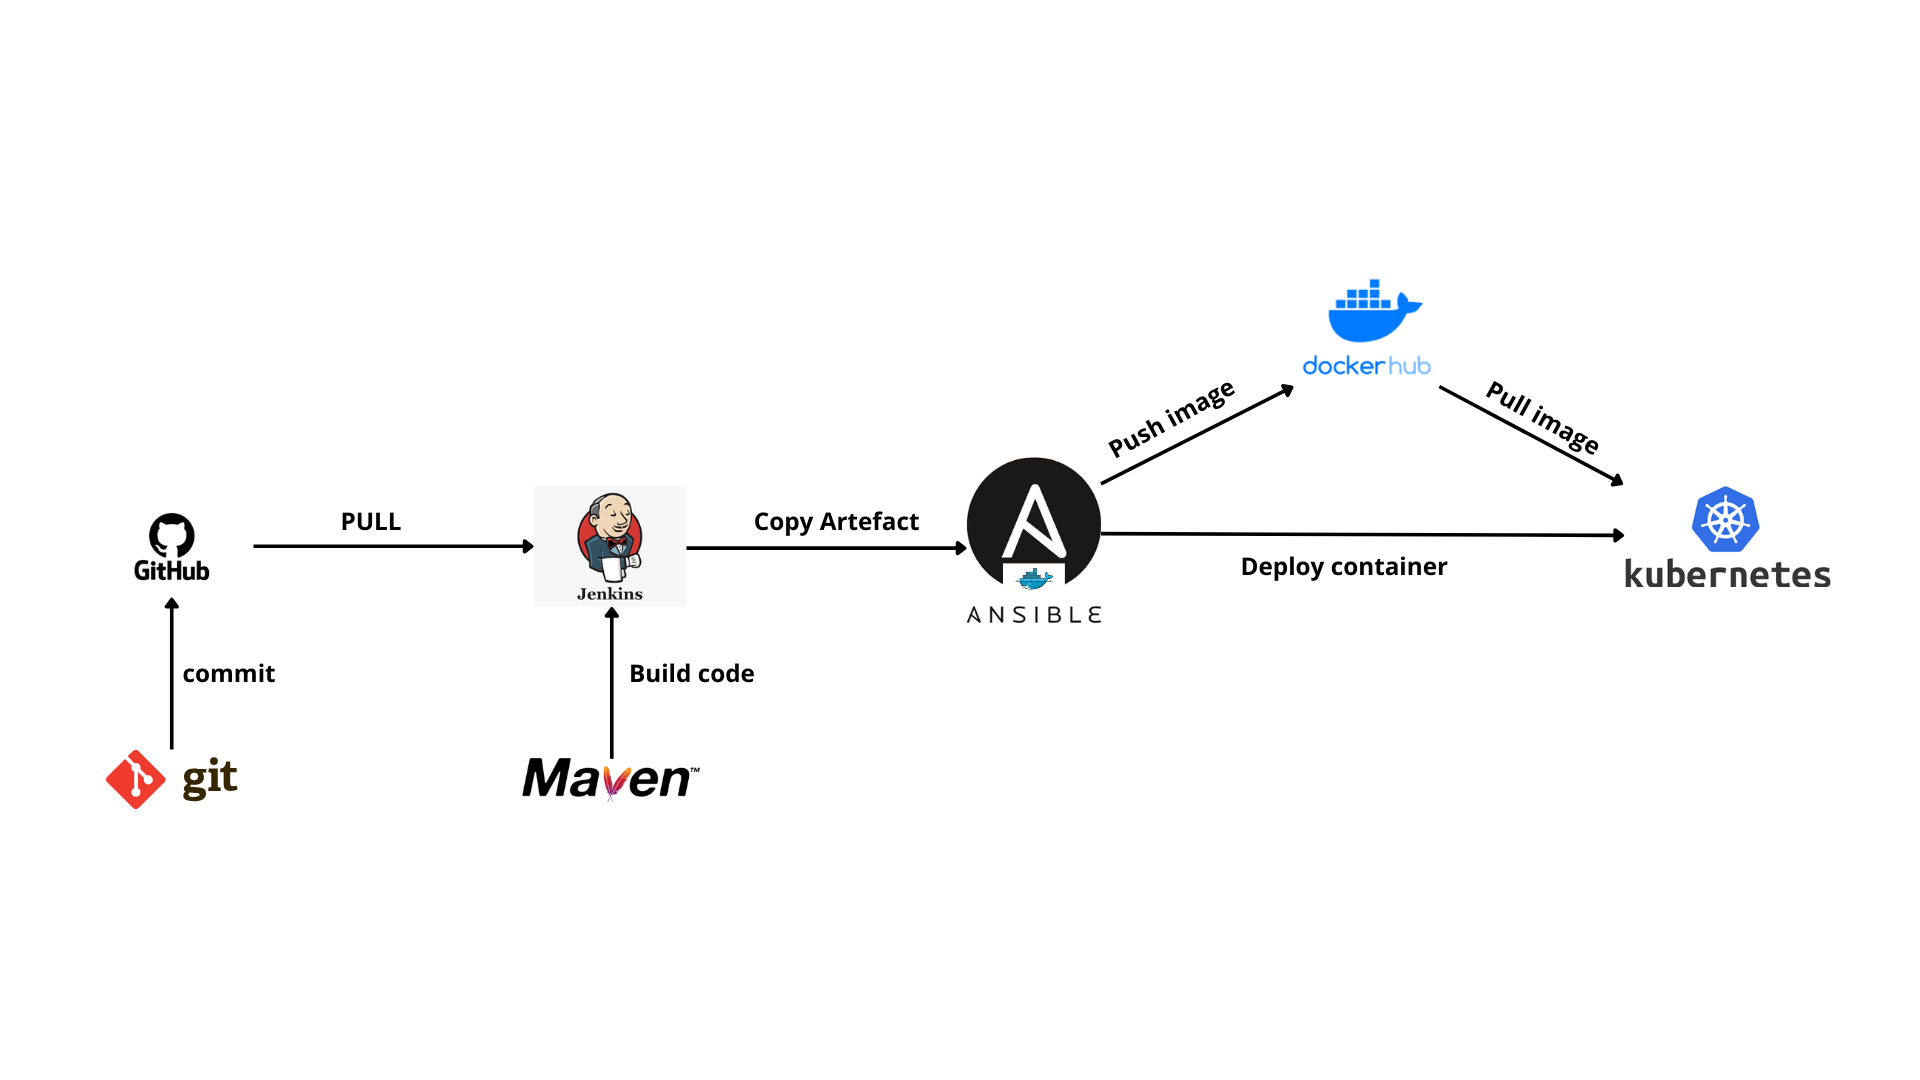 dockerhub
Push image
Pull image
PULL
Copy Artefact
GitHub
Jenkins
Deploy container
kubernetes
ANSIBLE
commit
Build code
git
Maven™